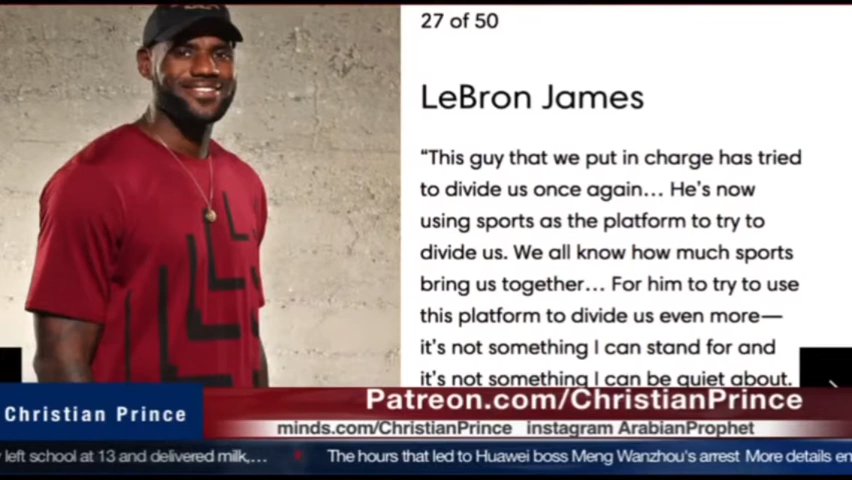 27 of 50
LeBron James
“This guy that we put in charge has tried
to divide us once again... He's now
using sports as the platform to try to
divide us. We all know how much sports
bring us together... For him to try to use
this platform to divide us even more—
it's not something I can stand for and
it's not something I can be quiet about.
Patreon.com/ChristianPrince
Christian Prince
minds.com/ChristianPrince instagram ArabianProphet
left school at 13 and delivered milk,... The hours that led to Huawei boss Meng Wanzhou's arrest More details